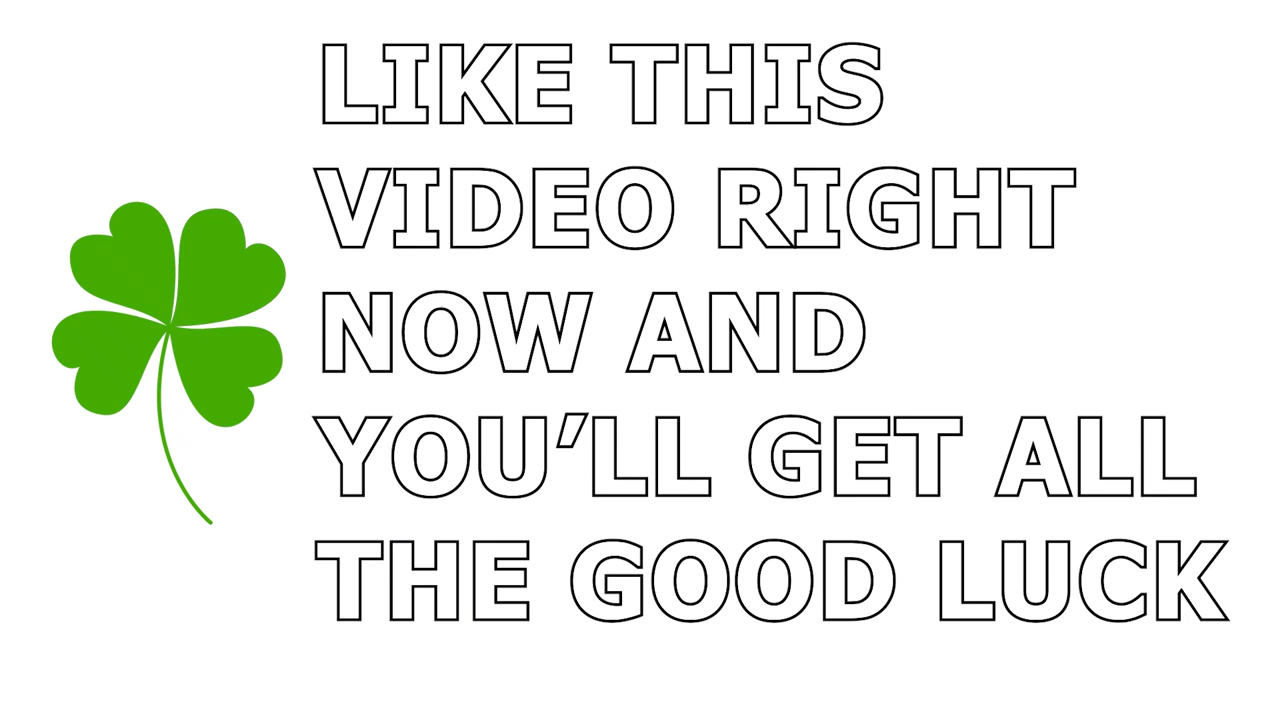 LIKE THIS
VIDEO RIGHT
NOW AND
YOU’LL GET ALL
THE GOOD LUCK